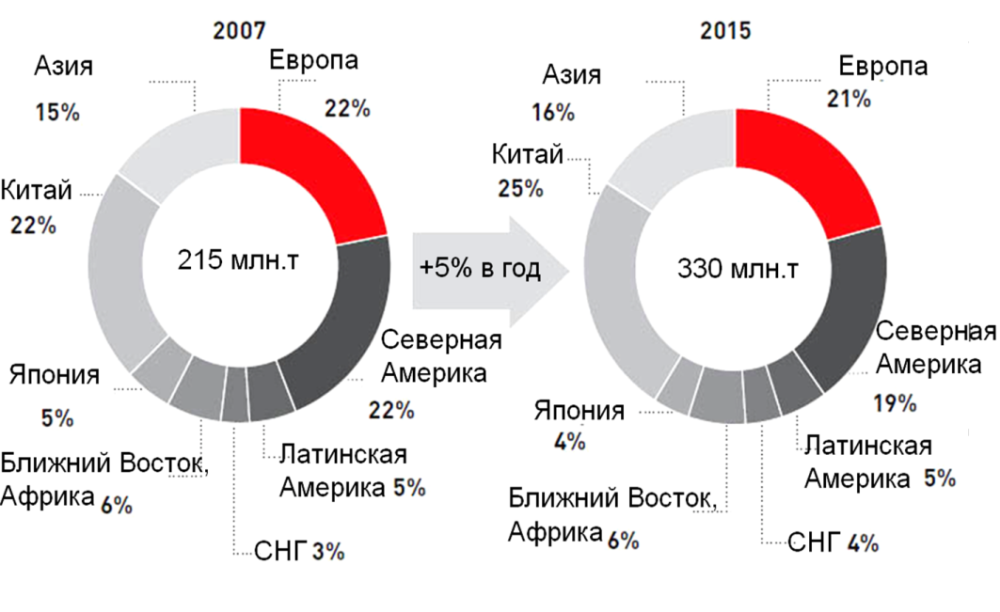 2007
Азия
15%
Европа
22%
Китай
22%
215 млн.т
Северная
Америка
22%
Япония
5%
Ближний Восток,
Африка 6%
Латинская
Америка 5%
СНГ 3%
+5% в год
2015
Азия
16%
Европа
21%
Китай
25%
330 млн.т
Северная
Америка
19%
Япония
4%
Латинская
Америка 5%
Ближний Восток,
Африка 6%
СНГ 4%